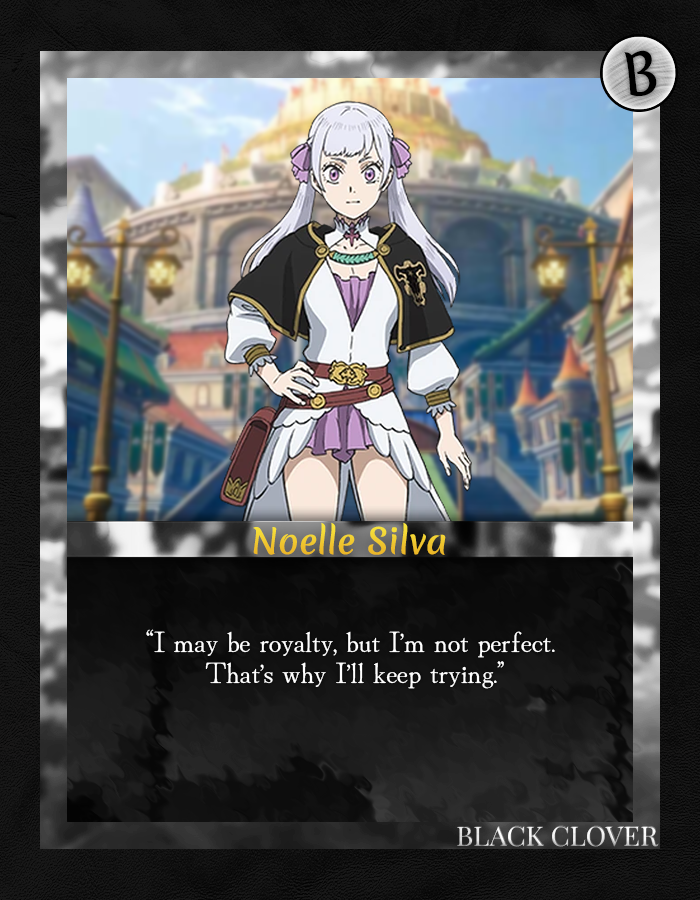 B
Noelle Silva
“I may be royalty, but I’m not perfect.
That’s why I’ll keep trying.”
BLACK CLOVER